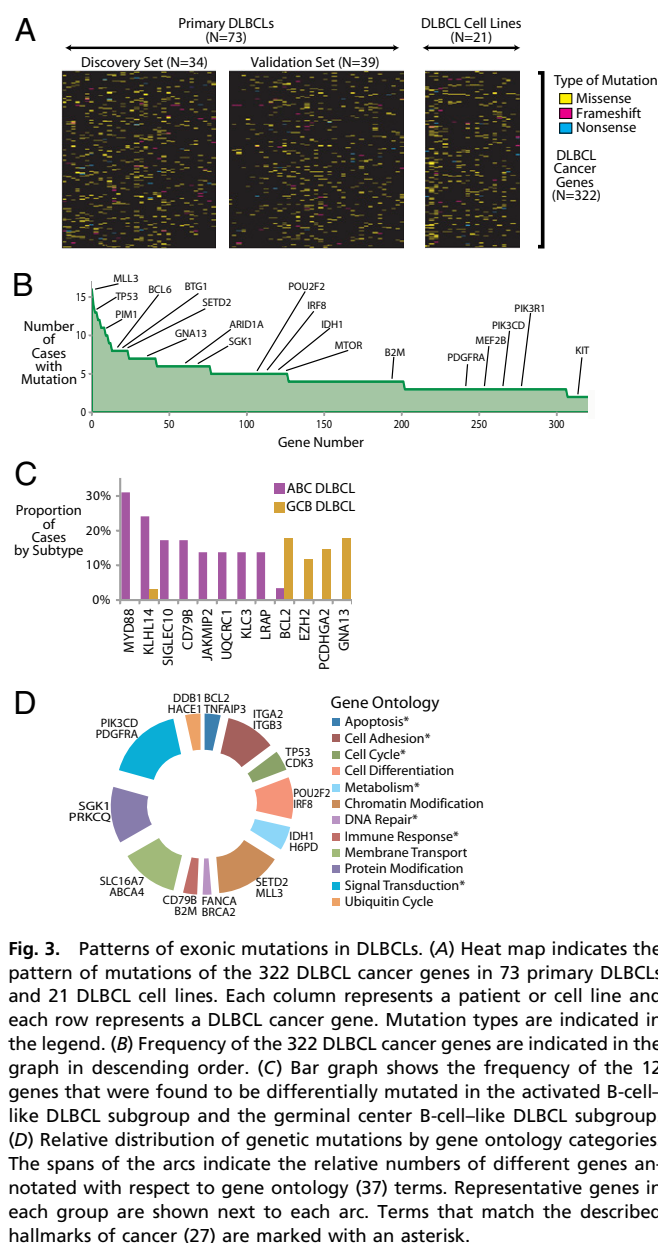 A
Primary DLBCLs
(N=73)
DLBCL Cell Lines
(N=21)
Discovery Set (N=34)
Validation Set (N=39)
Type of Mutation
Missense
Frameshift
Nonsense
DLBCL
Cancer
Genes
(N=322)
B
Number
of
Cases
with
Mutation
15
10
5
0
MLL3
TP53
PIM1
BCL6
BTG1
SETD2
GNA13
ARID1A
SGK1
POU2F2
IRF8
IDH1
MTOR
B2M
PDGFRA
MEF2B
PIK3CD
PIK3R1
KIT
0
50
100
150
200
250
300
Gene Number
C
Proportion
of
Cases
by Subtype
30%
20%
10%
0%
ABC DLBCL
GCB DLBCL
MYD88
KLHL14
SIGLEC10
CD79B
JAKMIP2
UQCRC1
KLC3
LRAP
BCL2
EZH2
PCDHGA2
GNA13
D
DDB1
HACE1
BCL2
TNFAIP3
ITGA2
ITGB3
TP53
CDK3
POU2F2
IRF8
IDH1
H6PD
SETD2
MLL3
FANCA
BRCA2
CD79B
B2M
SLC16A7
ABCA4
SGK1
PRKCQ
PIK3CD
PDGFRA
Gene Ontology
Apoptosis*
Cell Adhesion*
Cell Cycle*
Cell Differentiation
Metabolism*
Chromatin Modification
DNA Repair*
Immune Response*
Membrane Transport
Protein Modification
Signal Transduction*
Ubiquitin Cycle
Fig. 3. Patterns of exonic mutations in DLBCLs. (A) Heat map indicates the
pattern of mutations of the 322 DLBCL cancer genes in 73 primary DLBCLs
and 21 DLBCL cell lines. Each column represents a patient or cell line and
each row represents a DLBCL cancer gene. Mutation types are indicated in
the legend. (B) Frequency of the 322 DLBCL cancer genes are indicated in the
graph in descending order. (C) Bar graph shows the frequency of the 12
genes that were found to be differentially mutated in the activated B-cell–
like DLBCL subgroup and the germinal center B-cell–like DLBCL subgroup
(D) Relative distribution of genetic mutations by gene ontology categories
The spans of the arcs indicate the relative numbers of different genes an-
notated with respect to gene ontology (37) terms. Representative genes in
each group are shown next to each arc. Terms that match the described
hallmarks of cancer (27) are marked with an asterisk.